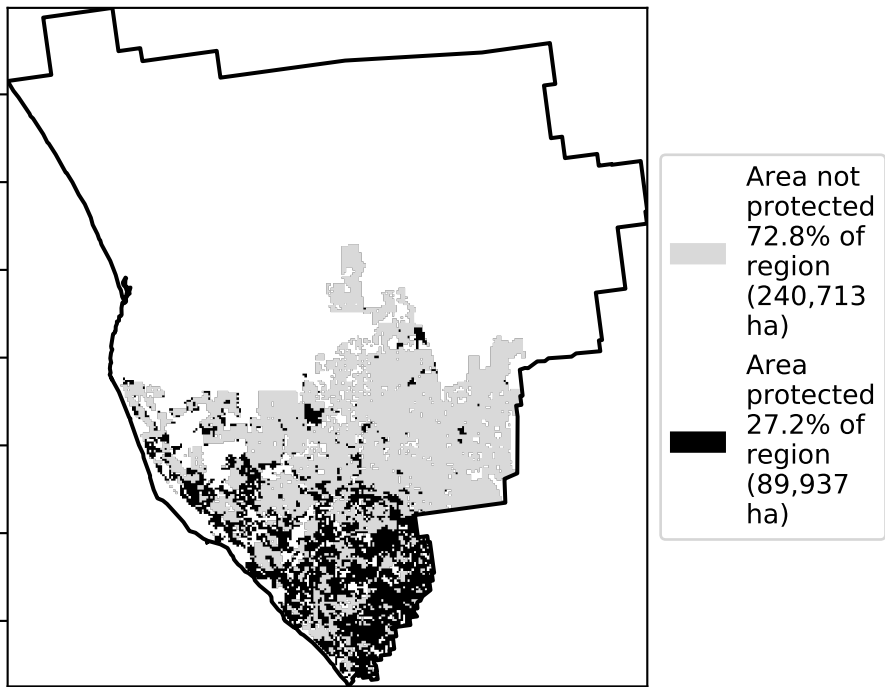 Area not
protected
72.8% of
region
(240,713
ha)
Area
protected
27.2% of
region
(89,937
ha)